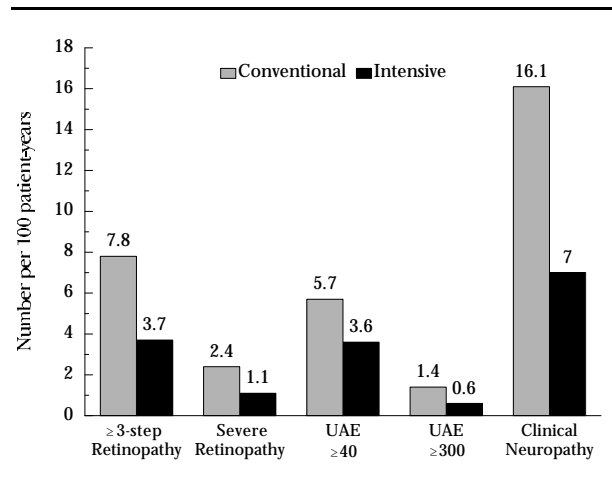 Number per 100 patient-years
18
16
14
12
10
8
6
4
2
0
Conventional Intensive
7.8
3.7
2.4
1.1
5.7
3.6
1.4
0.6
16.1
7
≥3-step
Retinopathy
Severe
Retinopathy
UAE
≥40
UAE
≥300
Clinical
Neuropathy